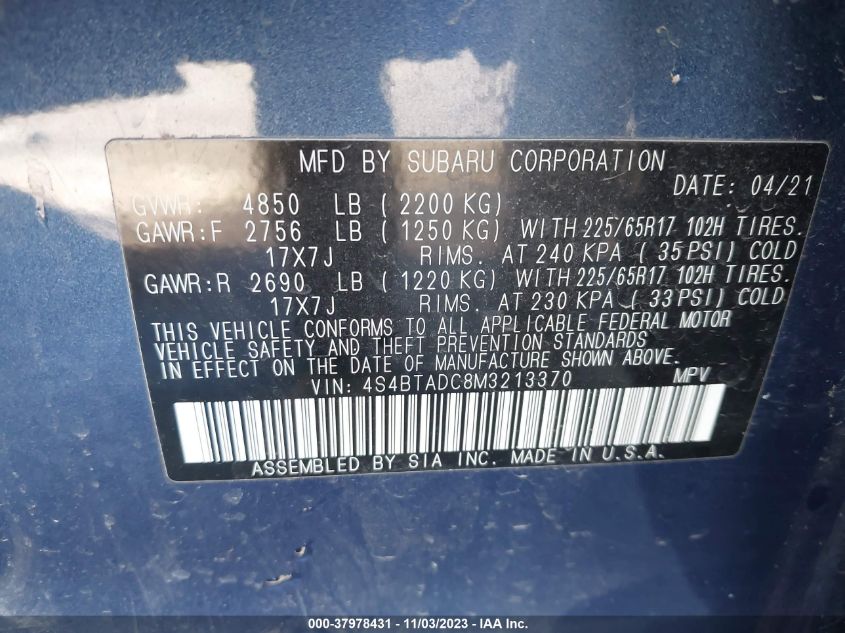 MFD BY SUBARU CORPORATION
DATE: 04/21
GVWR: 4850 LB (2200 KG)
GAWR:F 2756 LB (1250 KG) WITH 225/65R17 102H TIRES.
17X7J RIMS. AT 240 KPA (35 PSI) COLD
GAWR:R 2690 LB (1220 KG) WITH 225/65R17 102H TIRES.
17X7J RIMS. AT 230 KPA (33 PSI) COLD
THIS VEHICLE CONFORMS TO ALL APPLICABLE FEDERAL MOTOR
VEHICLE SAFETY AND THEFT PREVENTION STANDARDS
IN EFFECT ON THE DATE OF MANUFACTURE SHOWN ABOVE.
VIN: 4S4BTADC8M3213370 MPV
ASSEMBLED BY SIA INC. MADE IN U.S.A.
000-37978431 - 11/03/2023 - IAA Inc.